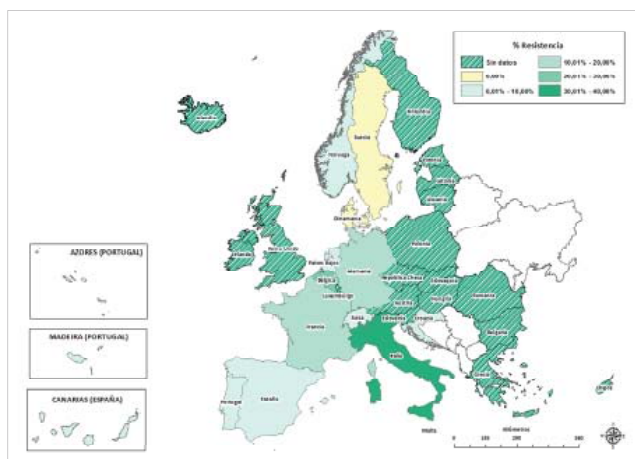 % Resistencia
Sin datos
0,00%
0,01% - 10,00%
10,01% - 20,00%
20,01% - 30,00%
30,01% - 40,00%
Islandia
Noruega
Suecia
Finlandia
Estonia
Letonia
Lituania
Dinamarca
Irlanda
Reino Unido
Países Bajos
Bélgica
Luxemburgo
Alemania
Polonia
República Checa
Eslovaquia
Austria
Hungría
Rumanía
Francia
Suiza
Eslovenia
Croacia
Bulgaria
Italia
Grecia
Portugal
España
Malta
Chipre
AZORES (PORTUGAL)
MADEIRA (PORTUGAL)
CANARIAS (ESPAÑA)
Kilómetros